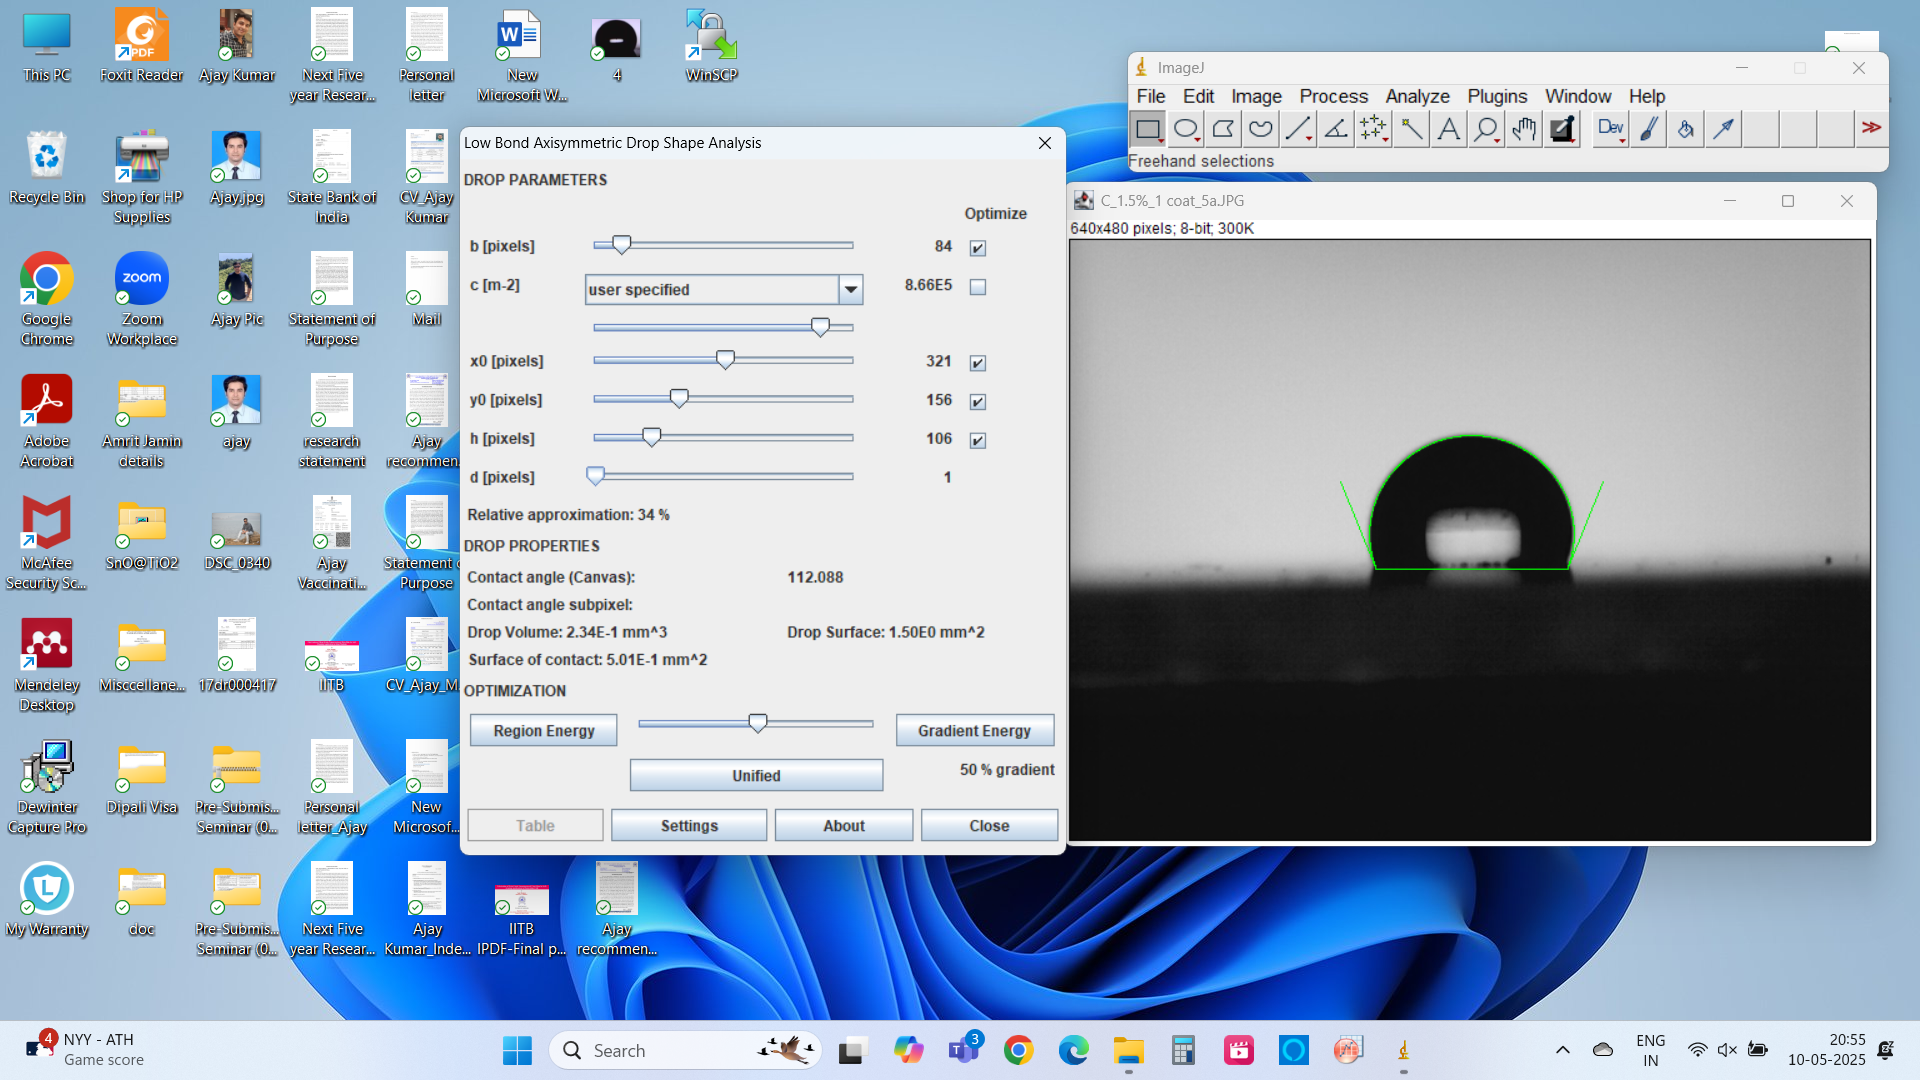 This PC
Foxit Reader
Ajay Kumar
Next Five
year Resear...
Personal
letter
New
Microsoft W...
4
WinSCP
Recycle Bin
Shop for HP
Supplies
Ajay.jpg
State Bank of
India
CV_Ajay
Kumar
Google
Chrome
zoom
Zoom
Workplace
Ajay Pic
Statement of
Purpose
Mail
Adobe
Acrobat
Amrit Jamin
details
ajay
research
statement
Ajay
recommen...
McAfee
Security Sc...
SnO@TiO2
DSC_0340
Ajay
Vaccinati...
Statement o
Purpose
Mendeley
Desktop
Misccellane...
17dr000417
IITB
CV_Ajay_M
Dewinter
Capture Pro
Dipali Visa
Pre-Submis...
Seminar (0...
Personal
letter_Ajay
New
Microsof...
My Warranty
doc
Pre-Submis...
Seminar (0...
Next Five
year Resear...
Ajay
Kumar_Inde...
IITB
IPDF-Final p...
Ajay
recommen...
Low Bond Axisymmetric Drop Shape Analysis
DROP PARAMETERS
Optimize
b [pixels] 84
c [m-2] user specified 8.66E5
x0 [pixels] 321
y0 [pixels] 156
h [pixels] 106
d [pixels] 1
Relative approximation: 34 %
DROP PROPERTIES
Contact angle (Canvas): 112.088
Contact angle subpixel:
Drop Volume: 2.34E-1 mm^3 Drop Surface: 1.50E0 mm^2
Surface of contact: 5.01E-1 mm^2
OPTIMIZATION
Region Energy Gradient Energy
Unified 50 % gradient
Table Settings About Close
ImageJ
File Edit Image Process Analyze Plugins Window Help
Dev
Freehand selections
C_1.5%_1 coat_5a.JPG
640x480 pixels; 8-bit; 300K
4
NYY - ATH
Game score
Search
3
ENG
IN
20:55
10-05-2025